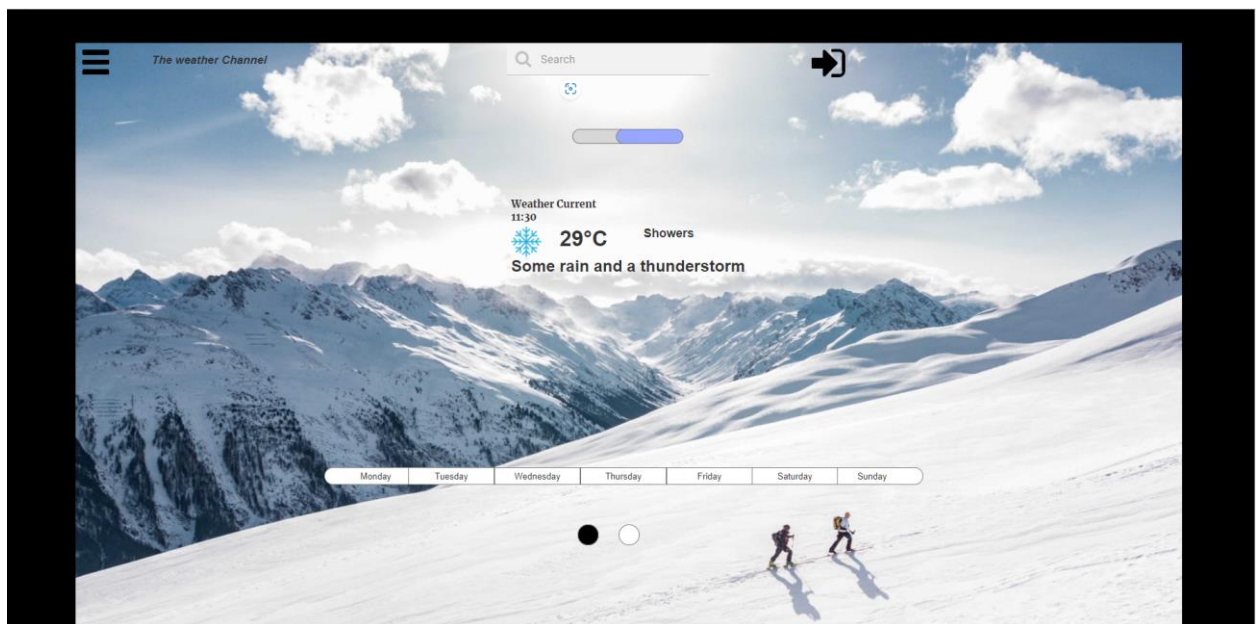 The weather Channel
Search
Weather Current
11:30
29°C Showers
Some rain and a thunderstorm
Monday Tuesday Wednesday Thursday Friday Saturday Sunday